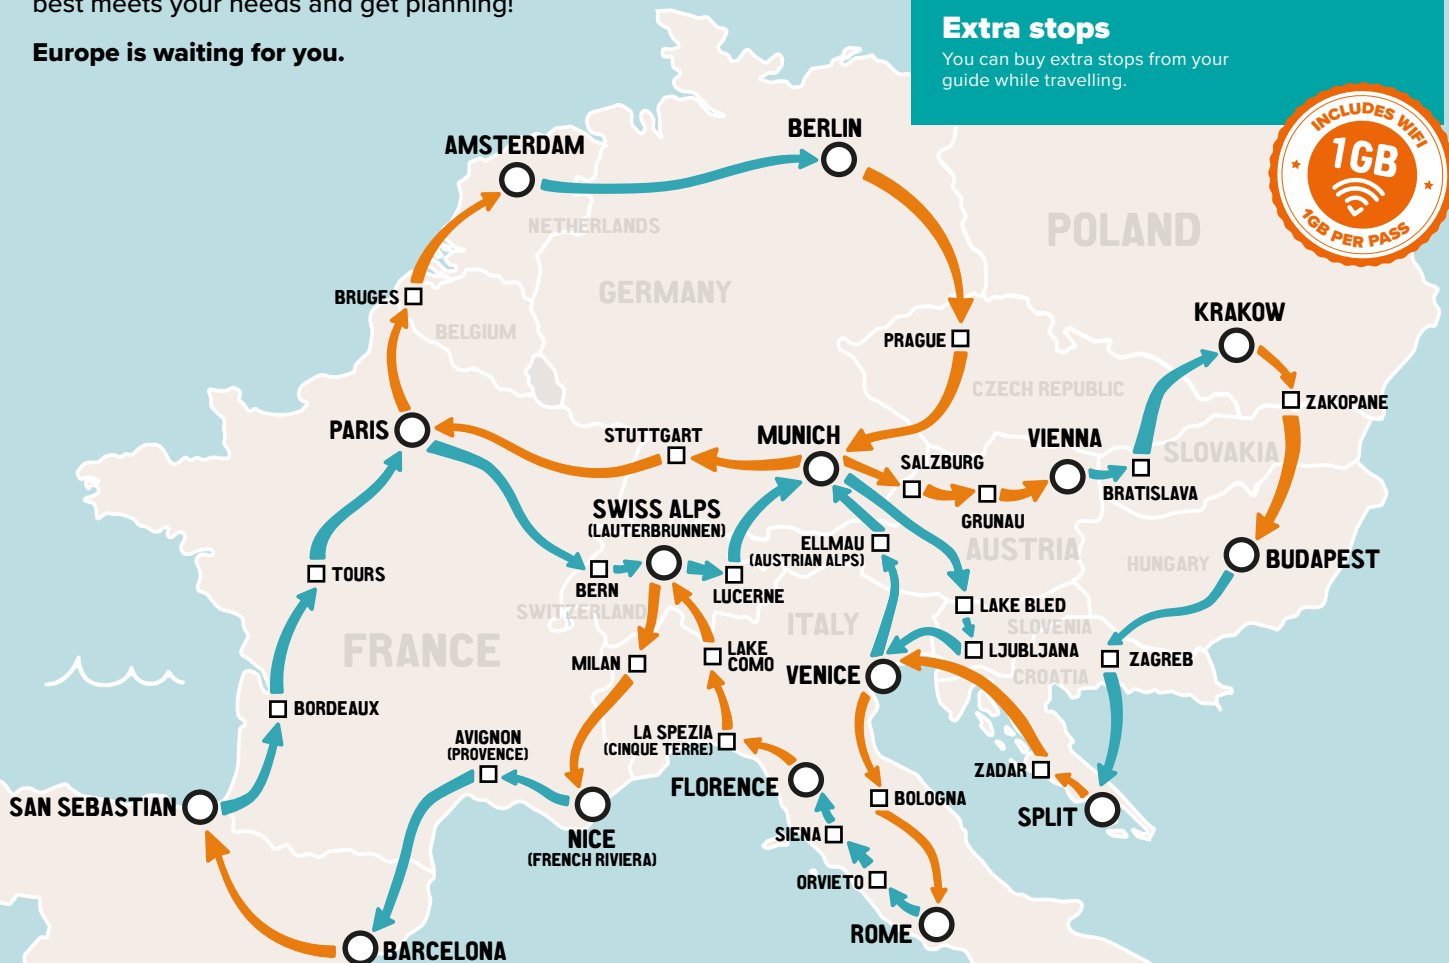 best meets your needs and get planning!
Europe is waiting for you.
Extra stops
You can buy extra stops from your
guide while travelling.
INCLUDES WIFI
1GB
1GB PER PASS
BERLIN
AMSTERDAM
NETHERLANDS
POLAND
GERMANY
BRUGES
KRAKOW
BELGIUM
PRAGUE
CZECH REPUBLIC
ZAKOPANE
PARIS
STUTTGART
MUNICH
VIENNA
SLOVAKIA
SALZBURG
BRATISLAVA
SWISS ALPS
(LAUTERBRUNNEN)
GRUNAU
ELLMAU
(AUSTRIAN ALPS)
AUSTRIA
HUNGARY
BUDAPEST
TOURS
BERN
LUCERNE
SWITZERLAND
LAKE BLED
ITALY
SLOVENIA
FRANCE
MILAN
LAKE
COMO
LJUBLJANA
ZAGREB
VENICE
CROATIA
BORDEAUX
AVIGNON
(PROVENCE)
LA SPEZIA
(CINQUE TERRE)
ZADAR
FLORENCE
BOLOGNA
SAN SEBASTIAN
SPLIT
NICE
(FRENCH RIVIERA)
SIENA
ORVIETO
ROME
BARCELONA